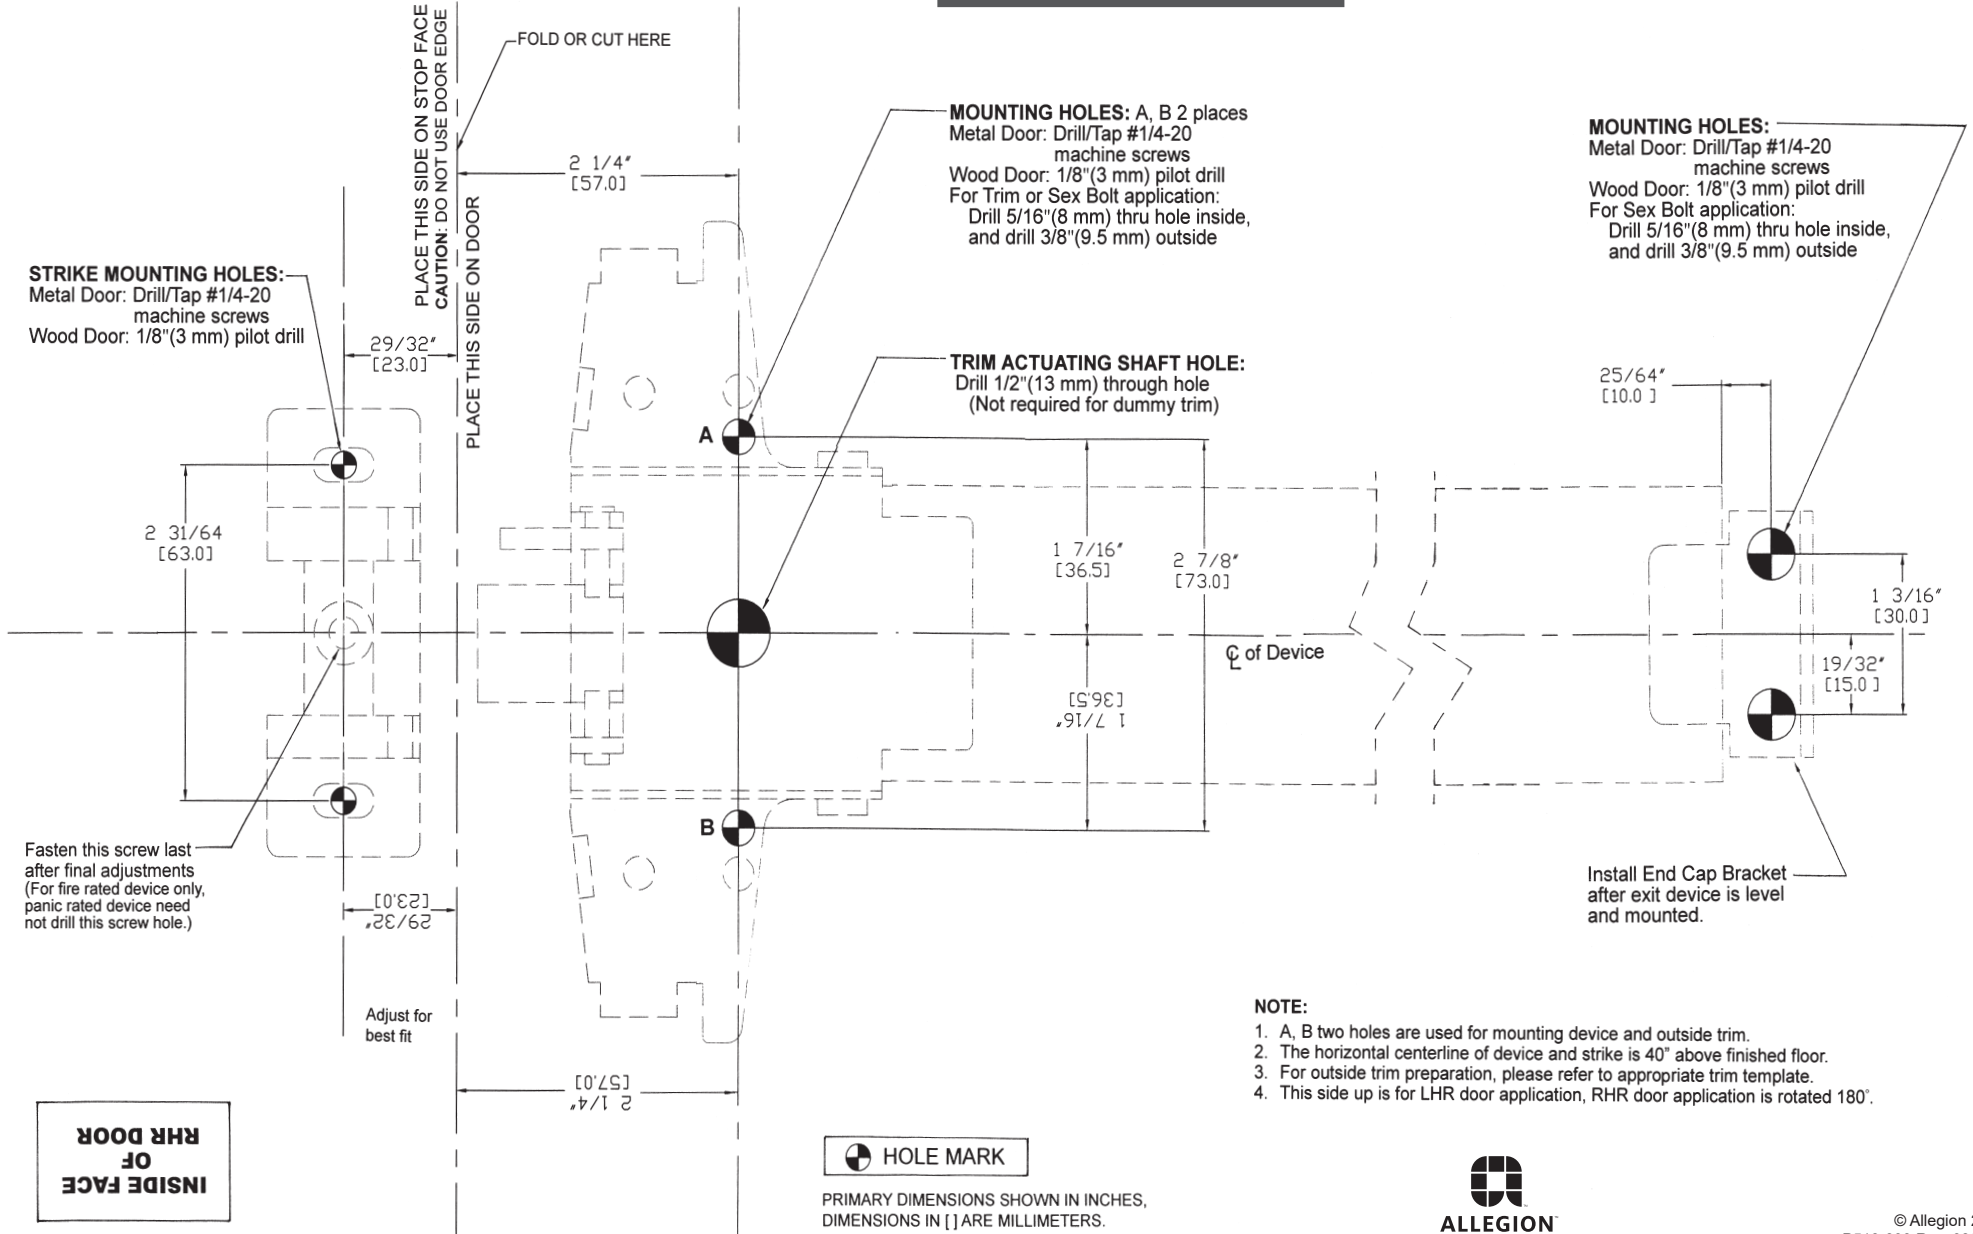 PLACE THIS SIDE ON STOP FACE
CAUTION: DO NOT USE DOOR EDGE
PLACE THIS SIDE ON DOOR
FOLD OR CUT HERE
2 1/4"
[57.0]
MOUNTING HOLES: A, B 2 places
Metal Door: Drill/Tap #1/4-20
machine screws
Wood Door: 1/8"(3 mm) pilot drill
For Trim or Sex Bolt application:
Drill 5/16"(8 mm) thru hole inside,
and drill 3/8"(9.5 mm) outside
MOUNTING HOLES:
Metal Door: Drill/Tap #1/4-20
machine screws
Wood Door: 1/8"(3 mm) pilot drill
For Sex Bolt application:
Drill 5/16"(8 mm) thru hole inside,
and drill 3/8"(9.5 mm) outside
STRIKE MOUNTING HOLES:
Metal Door: Drill/Tap #1/4-20
machine screws
Wood Door: 1/8"(3 mm) pilot drill
29/32"
[23.0]
TRIM ACTUATING SHAFT HOLE:
Drill 1/2"(13 mm) through hole
(Not required for dummy trim)
25/64"
[10.0 ]
A
2 31/64
[63.0]
1 7/16"
[36.5]
2 7/8"
[73.0]
1 3/16"
[30.0]
℄ of Device
19/32"
[15.0 ]
1 7/16"
[36.5]
B
Fasten this screw last
after final adjustments
(For fire rated device only,
panic rated device need
not drill this screw hole.)
29/32"
[23.0]
Install End Cap Bracket
after exit device is level
and mounted.
Adjust for
best fit
2 1/4"
[57.0]
NOTE:
1. A, B two holes are used for mounting device and outside trim.
2. The horizontal centerline of device and strike is 40" above finished floor.
3. For outside trim preparation, please refer to appropriate trim template.
4. This side up is for LHR door application, RHR door application is rotated 180°.
INSIDE FACE
OF
RHR DOOR
HOLE MARK
PRIMARY DIMENSIONS SHOWN IN INCHES,
DIMENSIONS IN [ ] ARE MILLIMETERS.
ALLEGION
© Allegion